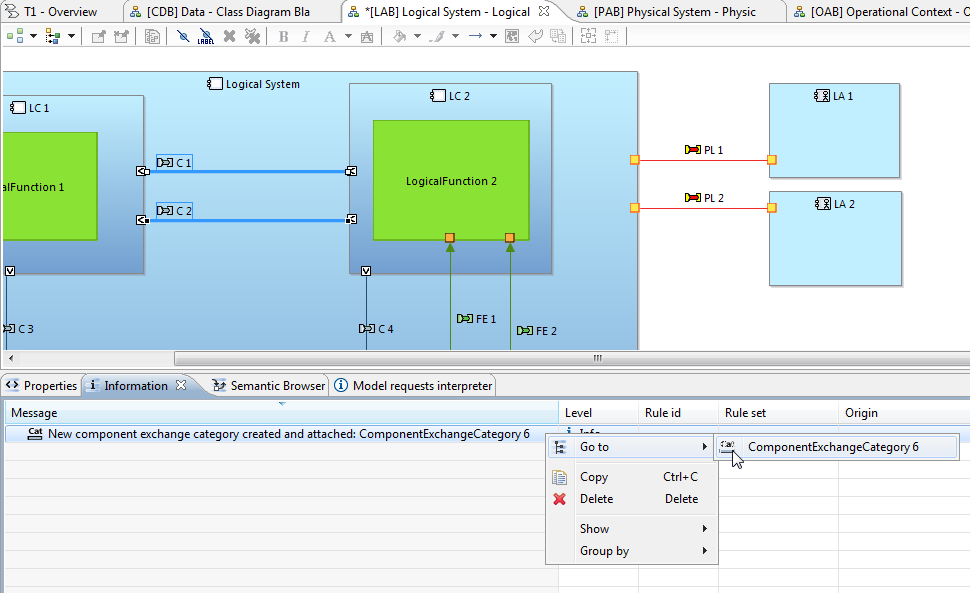 T1 - Overview
[CDB] Data - Class Diagram Bla
*[LAB] Logical System - Logical
[PAB] Physical System - Physic
[OAB] Operational Context - O
LABEL
B I A A
Logical System
LC 1
LC 2
LA 1
C 1
PL 1
alFunction 1
LogicalFunction 2
C 2
PL 2
LA 2
C 3
C 4
FE 1
FE 2
Properties
Information
Semantic Browser
Model requests interpreter
Message
Level
Rule id
Rule set
Origin
Cat New component exchange category created and attached: ComponentExchangeCategory 6
Info
Go to
Cat ComponentExchangeCategory 6
Copy Ctrl+C
Delete Delete
Show
Group by